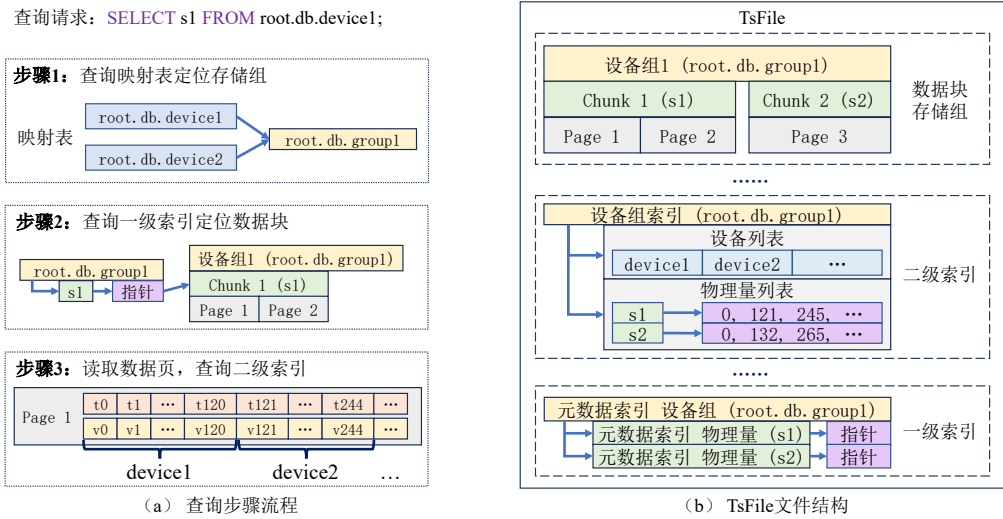 查询请求：SELECT s1 FROM root.db.device1;
步骤1：查询映射表定位存储组
映射表
root.db.device1
root.db.device2
root.db.group1
步骤2：查询一级索引定位数据块
root.db.group1
s1
指针
设备组1 (root.db.group1)
Chunk 1 (s1)
Page 1
Page 2
步骤3：读取数据页，查询二级索引
Page 1
t0 t1 … t120 t121 … t244 …
v0 v1 … v120 v121 … v244 …
device1
device2
…
（a） 查询步骤流程
TsFile
设备组1 (root.db.group1)
Chunk 1 (s1)
Chunk 2 (s2)
Page 1
Page 2
Page 3
数据块
存储组
……
设备组索引 (root.db.group1)
设备列表
device1 device2 …
物理量列表
s1
0, 121, 245, …
s2
0, 132, 265, …
二级索引
……
元数据索引 设备组 (root.db.group1)
元数据索引 物理量 (s1)
指针
元数据索引 物理量 (s2)
指针
一级索引
（b） TsFile文件结构